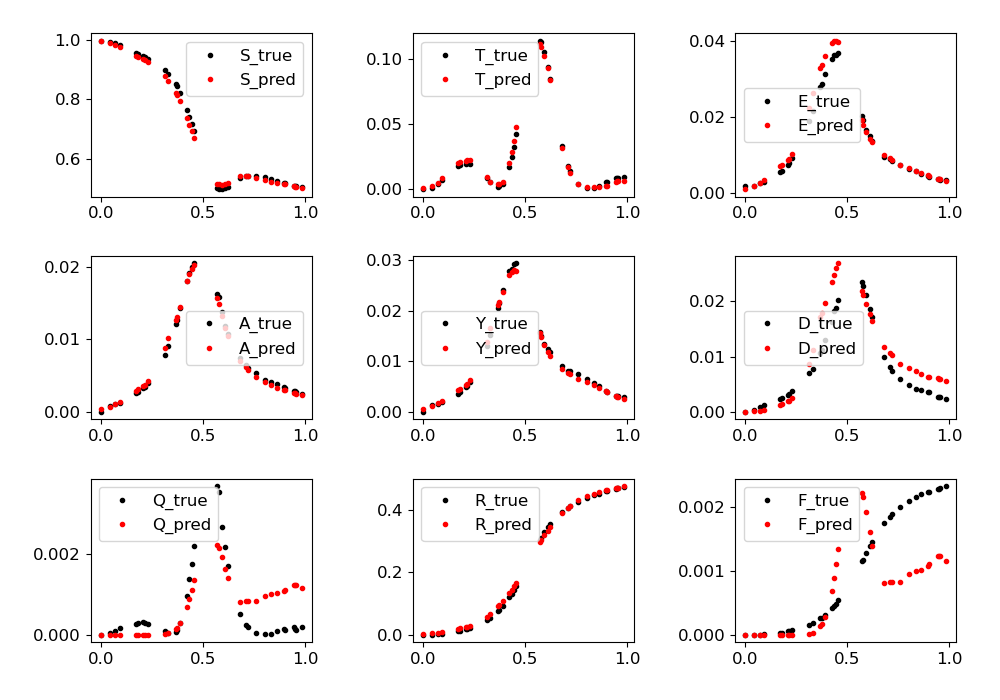 1.0
0.8
0.6
0.0 0.5 1.0
S_true
S_pred
0.10
0.05
0.00
0.0 0.5 1.0
T_true
T_pred
0.04
0.02
0.00
0.0 0.5 1.0
E_true
E_pred
0.02
0.01
0.00
0.0 0.5 1.0
A_true
A_pred
0.03
0.02
0.01
0.00
0.0 0.5 1.0
Y_true
Y_pred
0.02
0.01
0.00
0.0 0.5 1.0
D_true
D_pred
0.002
0.000
0.0 0.5 1.0
Q_true
Q_pred
0.4
0.2
0.0
0.0 0.5 1.0
R_true
R_pred
0.002
0.001
0.000
0.0 0.5 1.0
F_true
F_pred